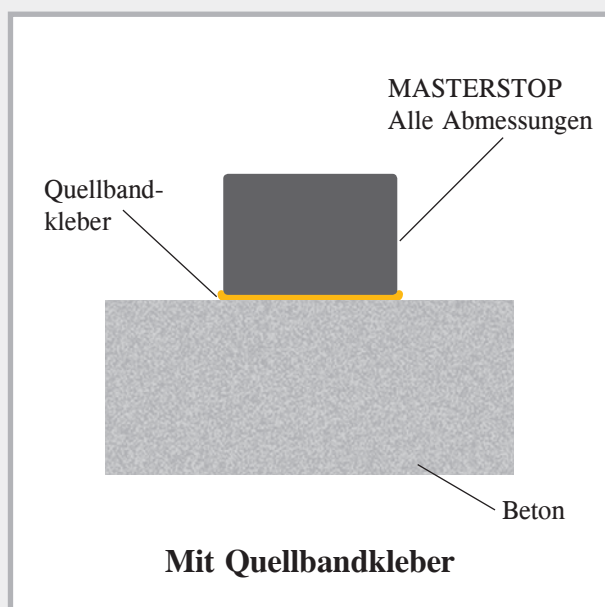 MASTERSTOP
Alle Abmessungen
Quellband-
kleber
Beton
Mit Quellbandkleber